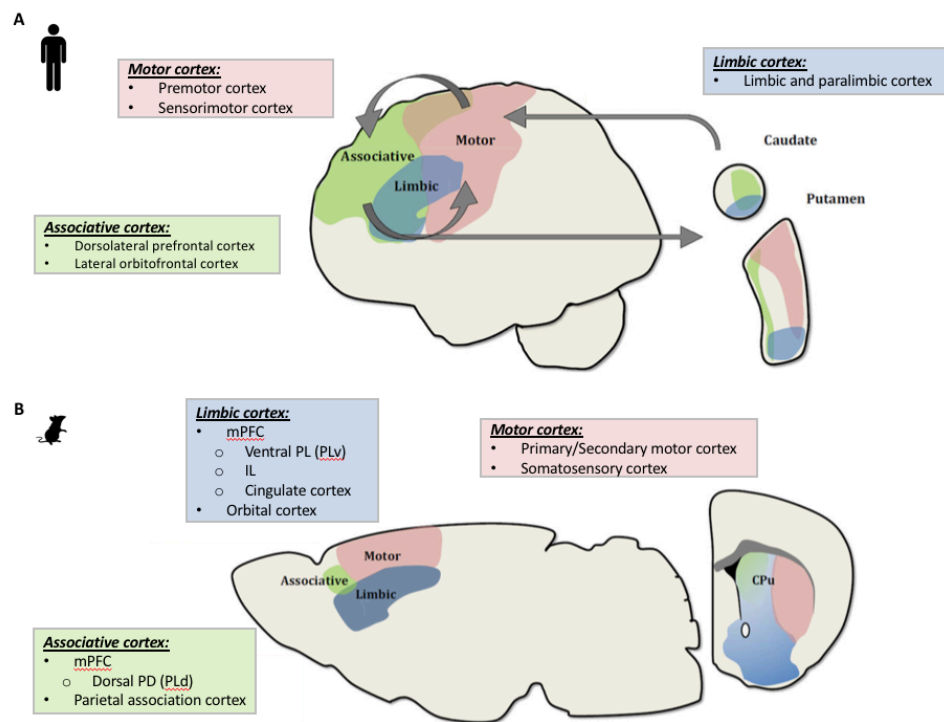 A
Motor cortex:
• Premotor cortex
• Sensorimotor cortex
Limbic cortex:
• Limbic and paralimbic cortex
Associative
Motor
Limbic
Caudate
Putamen
Associative cortex:
• Dorsolateral prefrontal cortex
• Lateral orbitofrontal cortex
B
Limbic cortex:
• mPFC
o Ventral PL (PLv)
o IL
o Cingulate cortex
• Orbital cortex
Motor cortex:
• Primary/Secondary motor cortex
• Somatosensory cortex
Motor
Associative
Limbic
CPu
Associative cortex:
• mPFC
o Dorsal PD (PLd)
• Parietal association cortex